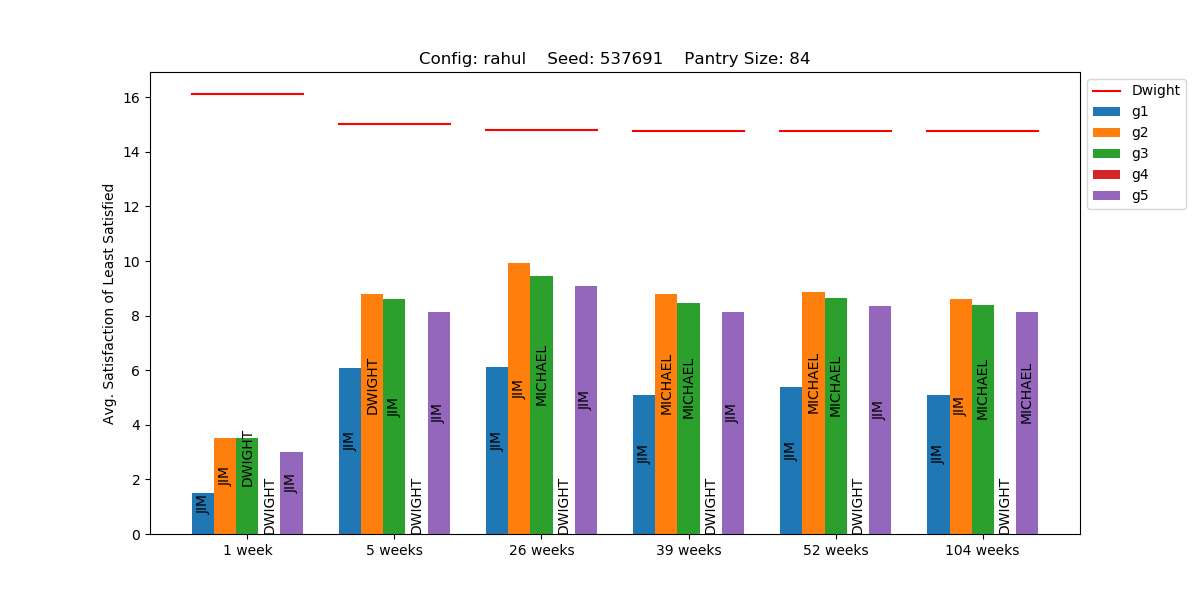 Config: rahul    Seed: 537691    Pantry Size: 84
Avg. Satisfaction of Least Satisfied
16
14
12
10
8
6
4
2
0
Dwight
g1
g2
g3
g4
g5
JIM
JIM
DWIGHT
DWIGHT
JIM
JIM
DWIGHT
JIM
DWIGHT
JIM
JIM
JIM
MICHAEL
DWIGHT
JIM
JIM
MICHAEL
MICHAEL
DWIGHT
JIM
JIM
MICHAEL
MICHAEL
DWIGHT
JIM
JIM
JIM
MICHAEL
DWIGHT
MICHAEL
1 week
5 weeks
26 weeks
39 weeks
52 weeks
104 weeks